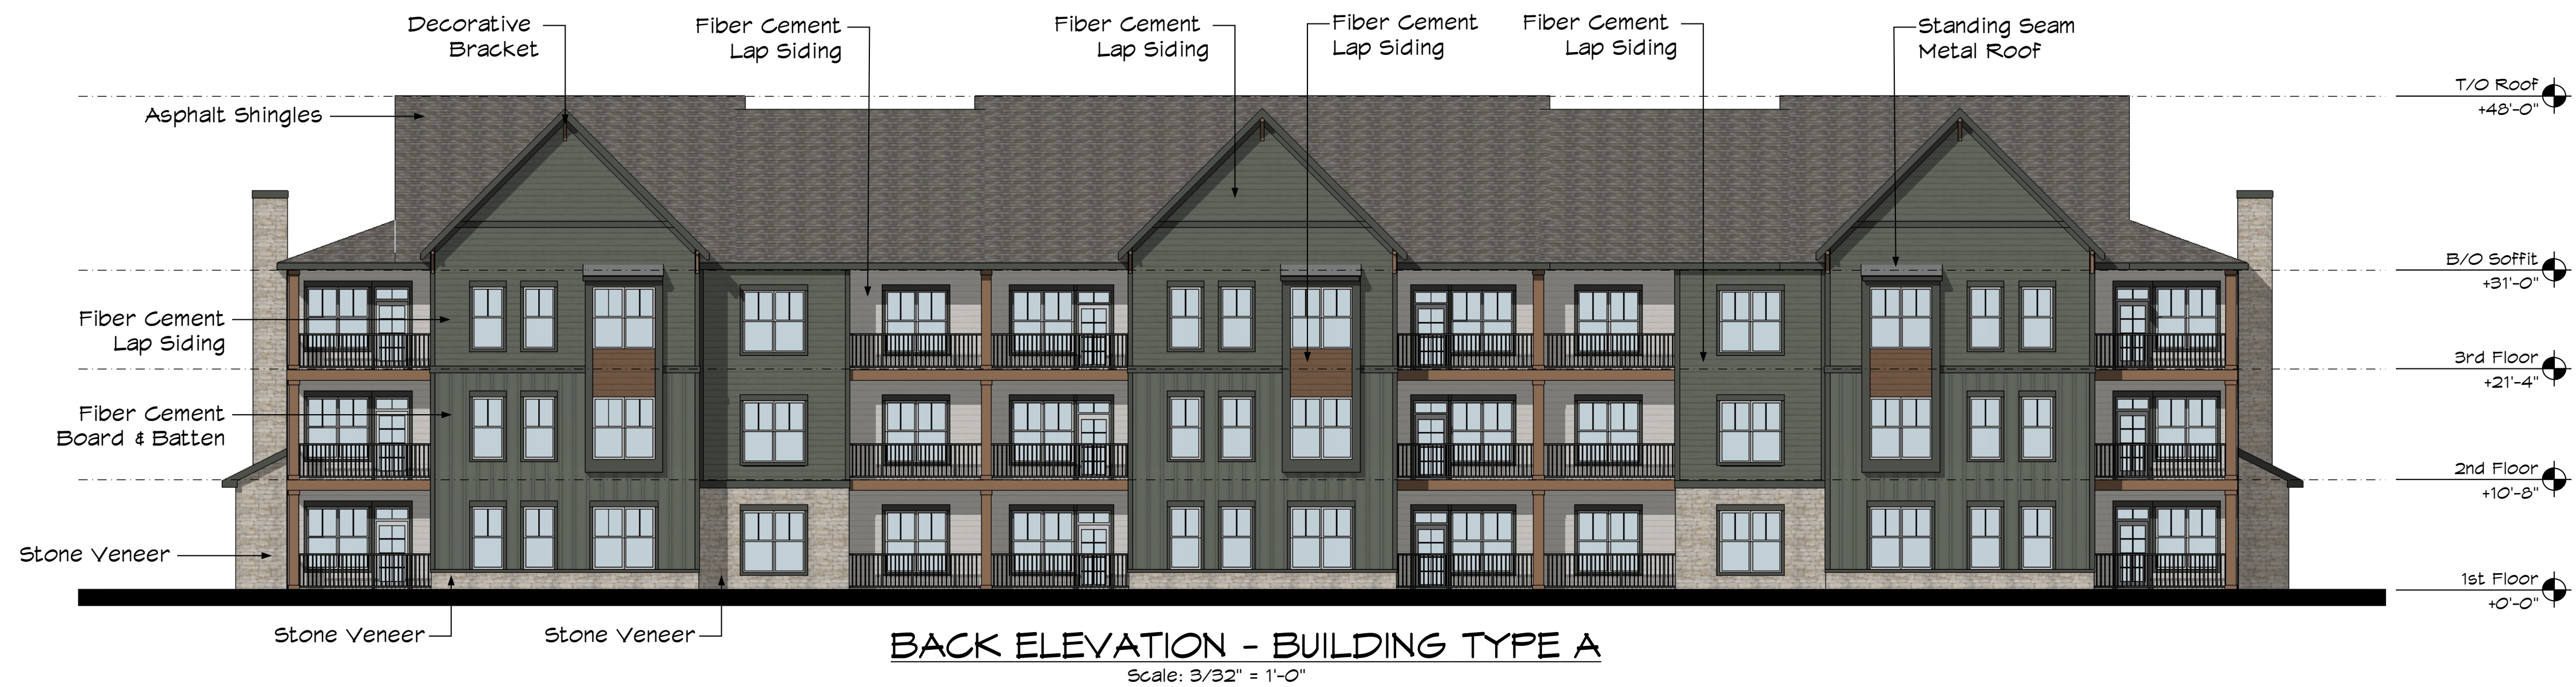 Decorative
Bracket
Fiber Cement
Lap Siding
Fiber Cement
Lap Siding
Fiber Cement
Lap Siding
Fiber Cement
Lap Siding
Standing Seam
Metal Roof
Asphalt Shingles
T/O Roof
+48'-0"
B/O Soffit
+31'-0"
Fiber Cement
Lap Siding
3rd Floor
+21'-4"
Fiber Cement
Board & Batten
2nd Floor
+10'-8"
Stone Veneer
1st Floor
+0'-0"
Stone Veneer
Stone Veneer
BACK ELEVATION - BUILDING TYPE A
Scale: 3/32" = 1'-0"